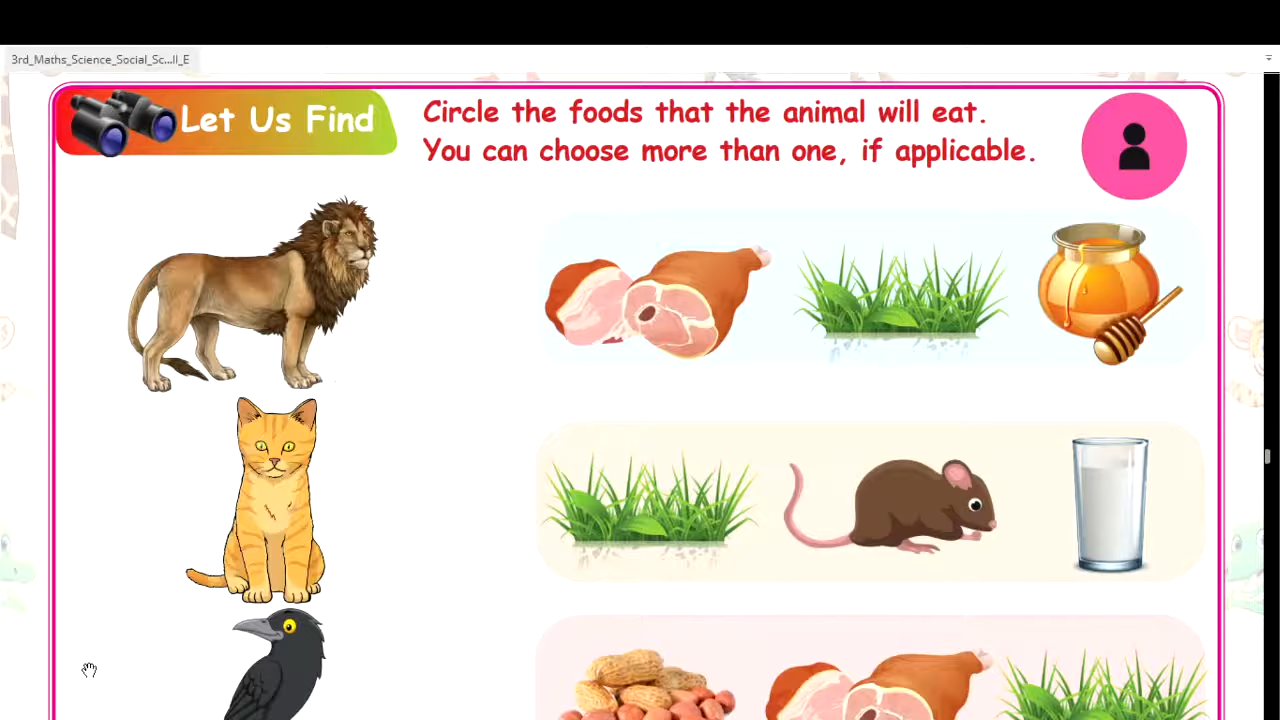 3rd_Maths_Science_Social_Sc...II_E
Let Us Find
Circle the foods that the animal will eat.
You can choose more than one, if applicable.